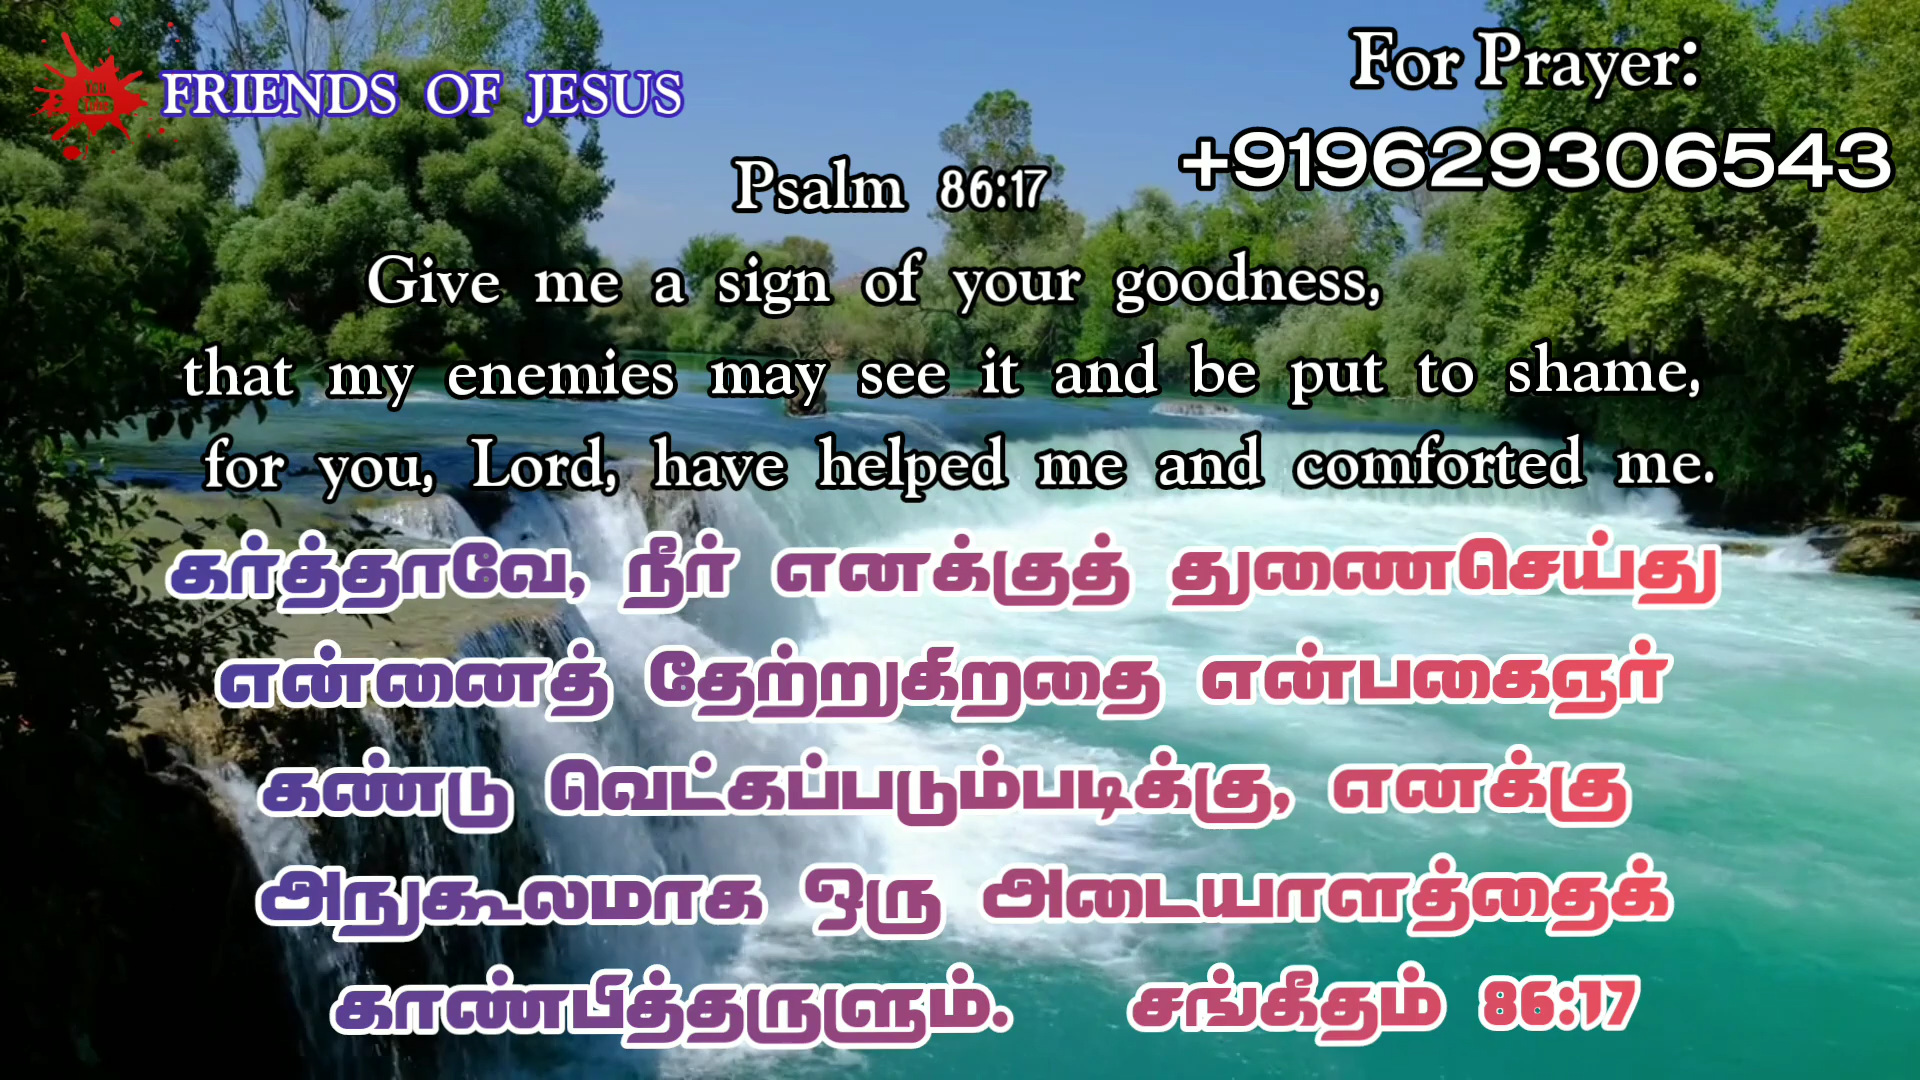 You
Tube
FRIENDS OF JESUS
For Prayer:
+919629306543
Psalm 86:17
Give me a sign of your goodness,
that my enemies may see it and be put to shame,
for you, Lord, have helped me and comforted me.
கர்த்தாவே, நீர் எனக்குத் துணைசெய்து
என்னைத் தேற்றுகிறதை என்பகைஞர்
கண்டு வெட்கப்படும்படிக்கு, எனக்கு
அநுகூலமாக ஒரு அடையாளத்தைக்
காண்பித்தருளும். சங்கீதம் 86:17